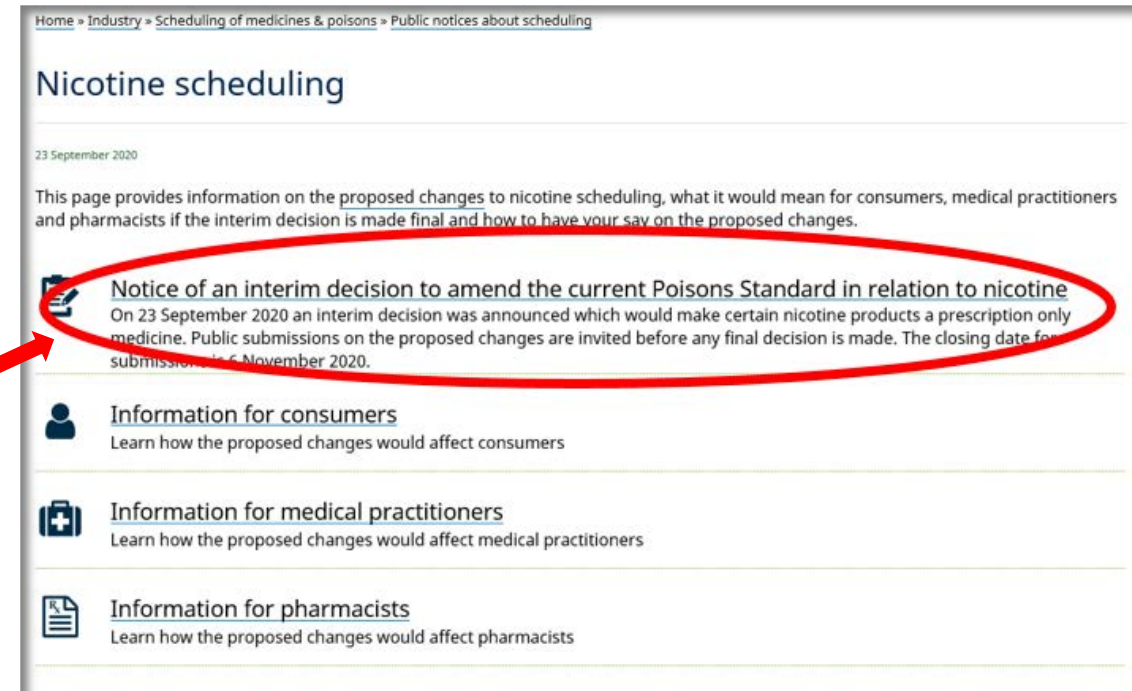 Home » Industry » Scheduling of medicines & poisons » Public notices about scheduling
Nicotine scheduling
23 September 2020
This page provides information on the proposed changes to nicotine scheduling, what it would mean for consumers, medical practitioners
and pharmacists if the interim decision is made final and how to have your say on the proposed changes.
Notice of an interim decision to amend the current Poisons Standard in relation to nicotine
On 23 September 2020 an interim decision was announced which would make certain nicotine products a prescription only
medicine. Public submissions on the proposed changes are invited before any final decision is made. The closing date for
submissions is 6 November 2020.
Information for consumers
Learn how the proposed changes would affect consumers
Information for medical practitioners
Learn how the proposed changes would affect medical practitioners
Information for pharmacists
Learn how the proposed changes would affect pharmacists